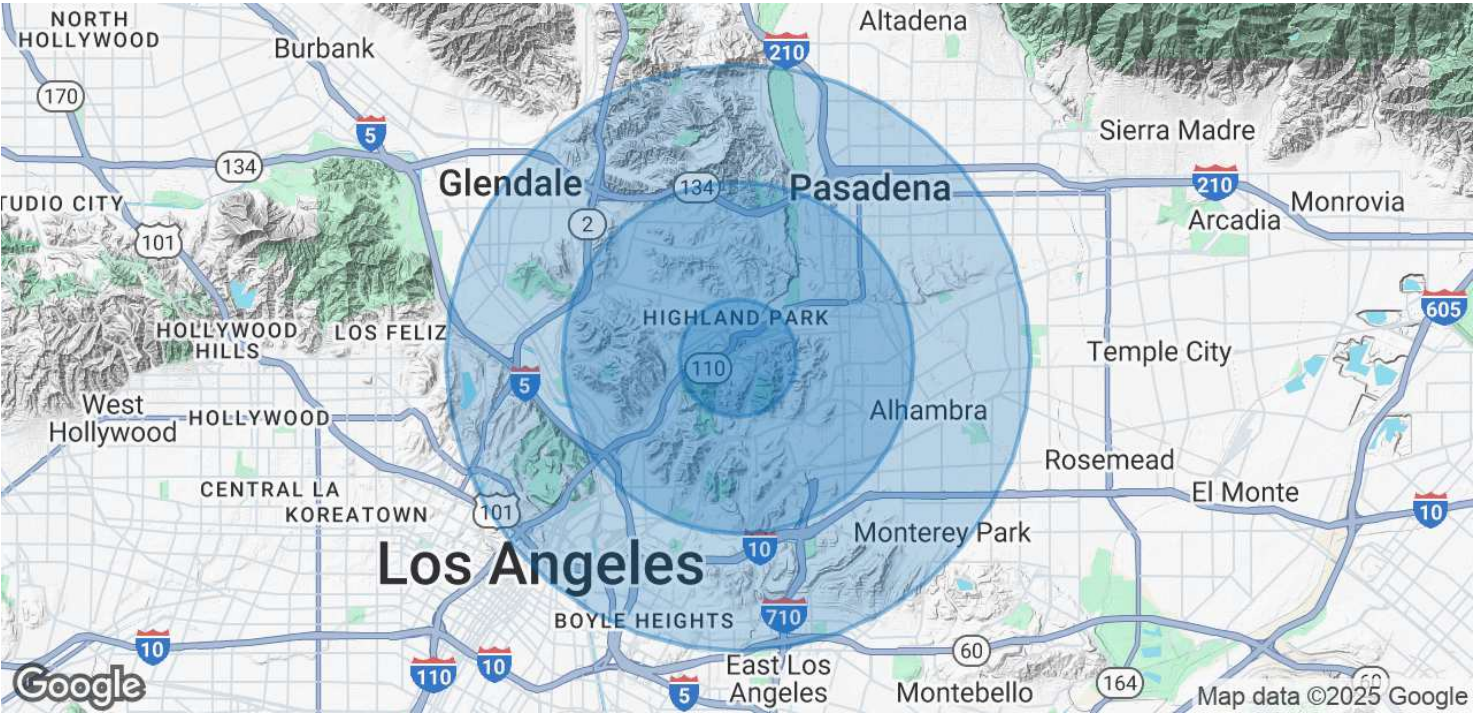 NORTH
HOLLYWOOD
Burbank
Altadena
210
170
5
Sierra Madre
134
Glendale
134
Pasadena
210
Monrovia
TUDIO CITY
2
Arcadia
101
HOLLYWOOD
HILLS
LOS FELIZ
HIGHLAND PARK
605
Temple City
110
5
West
Hollywood
HOLLYWOOD
Alhambra
Rosemead
CENTRAL LA
El Monte
KOREATOWN
101
10
Monterey Park
10
Los Angeles
BOYLE HEIGHTS
710
10
60
110
10
East Los
Angeles
5
Montebello
164
60
Google
Map data ©2025 Google